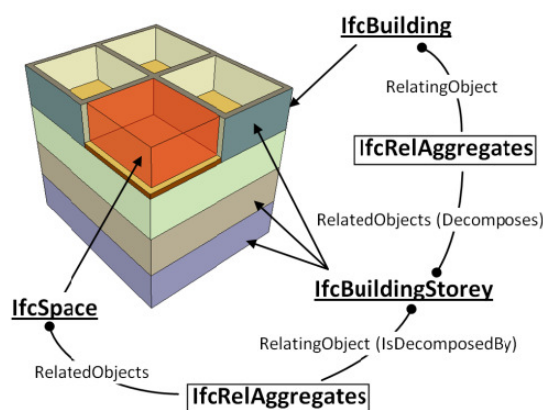 IfcBuilding
RelatingObject
IfcRelAggregates
RelatedObjects (Decomposes)
IfcBuildingStorey
IfcSpace
RelatingObject (IsDecomposedBy)
RelatedObjects
IfcRelAggregates